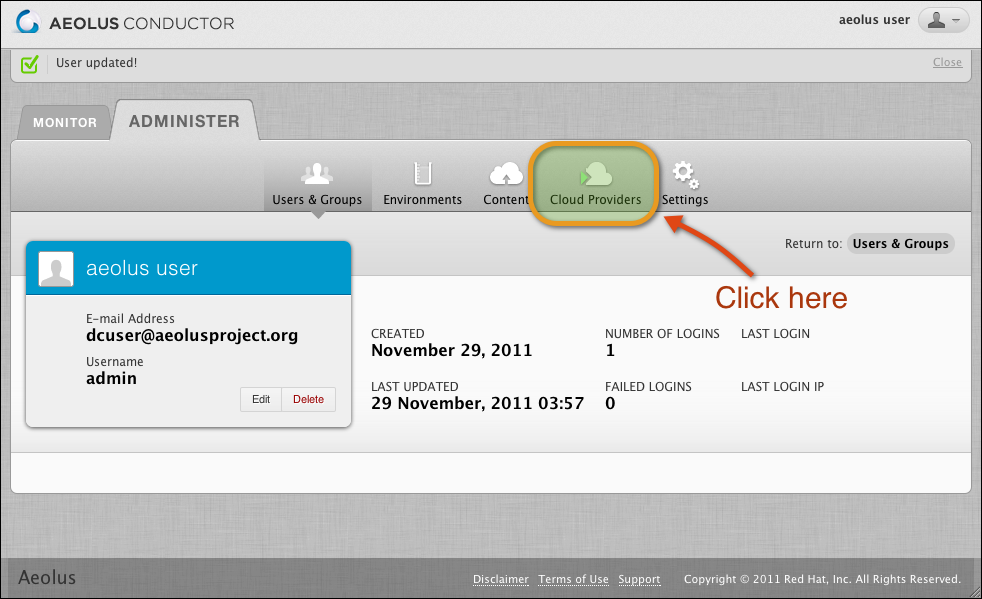 AEOLUS CONDUCTOR
aeolus user
User updated!
Close
MONITOR
ADMINISTER
Users & Groups
Environments
Content
Cloud Providers
Settings
Return to: Users & Groups
Click here
aeolus user
E-mail Address
dcuser@aeolusproject.org
Username
admin
Edit
Delete
CREATED
November 29, 2011
NUMBER OF LOGINS
1
LAST LOGIN
LAST UPDATED
29 November, 2011 03:57
FAILED LOGINS
0
LAST LOGIN IP
Aeolus
Disclaimer Terms of Use Support Copyright © 2011 Red Hat, Inc. All Rights Reserved.